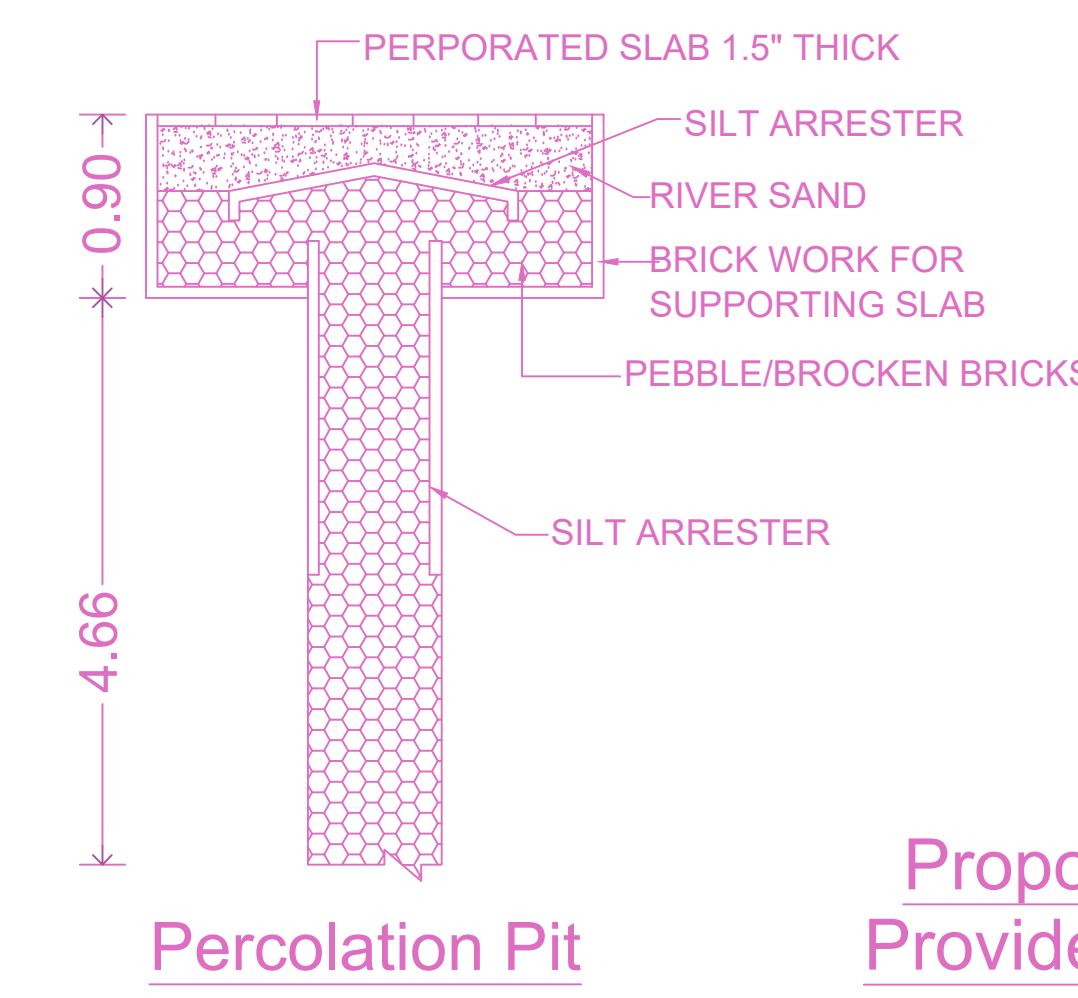 PERPORATED SLAB 1.5" THICK
SILT ARRESTER
RIVER SAND
BRICK WORK FOR
SUPPORTING SLAB
PEBBLE/BROCKEN BRICKS
SILT ARRESTER
0.90
4.66
Percolation Pit